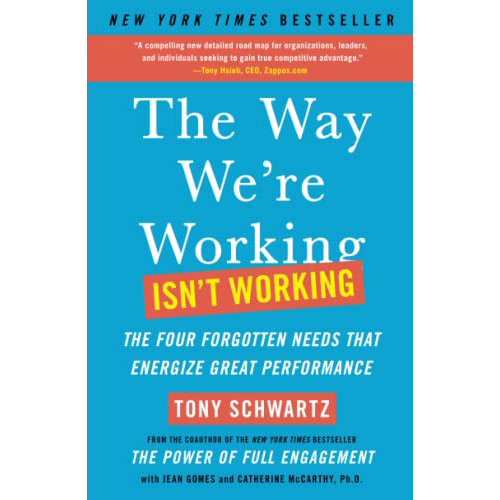 NEW YORK TIMES BESTSELLER
“A compelling new detailed road map for organizations, leaders,
and individuals seeking to gain true competitive advantage.”
—Tony Hsieh, CEO, Zappos.com
The Way
We're
Working
ISN'T WORKING
THE FOUR FORGOTTEN NEEDS THAT
ENERGIZE GREAT PERFORMANCE
TONY SCHWARTZ
FROM THE COAUTHOR OF THE NEW YORK TIMES BESTSELLER
THE POWER OF FULL ENGAGEMENT
with JEAN GOMES and CATHERINE McCARTHY, Ph.D.